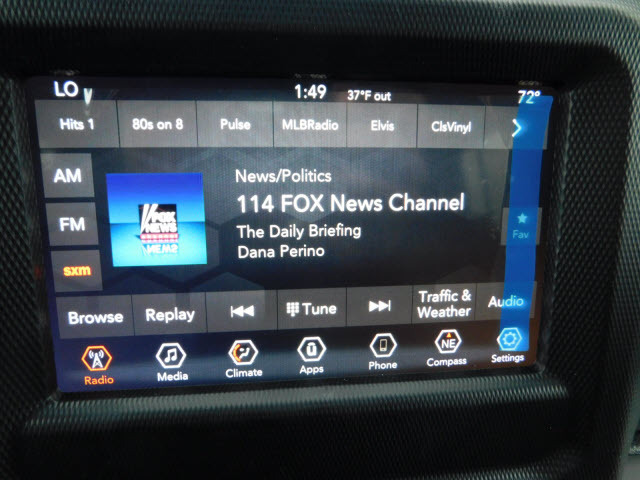 LO 1:49 37°F out 72°
Hits 1 80s on 8 Pulse MLBRadio Elvis ClsVinyl
AM
FM
sxm
FOX
NEWS
News/Politics
114 FOX News Channel
The Daily Briefing
Dana Perino
Fav
Browse Replay Tune Traffic & Weather Audio
Radio Media Climate Apps Phone NE Compass Settings